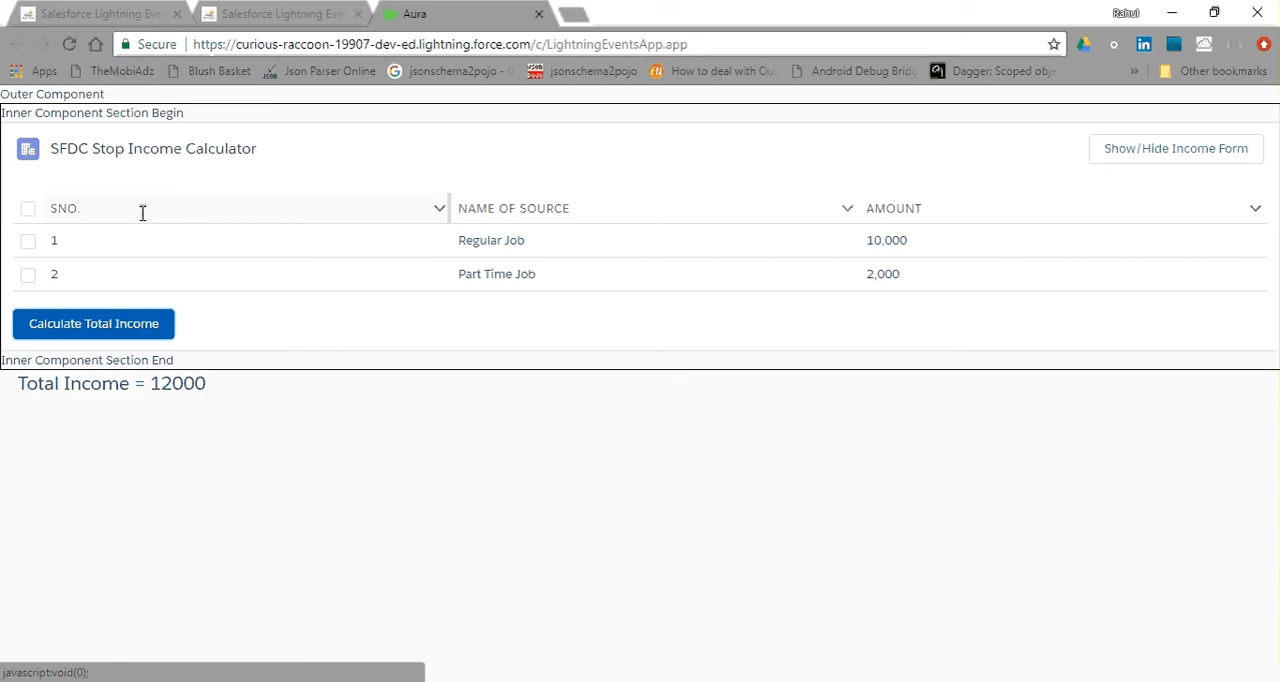 Salesforce Lightning Eve
Salesforce Lightning Eve
Aura
Rahul
Secure
https://curious-raccoon-19907-dev-ed.lightning.force.com/c/LightningEventsApp.app
Apps
TheMobiAdz
Blush Basket
Json Parser Online
jsonschema2pojo - G
jsonschema2pojo
How to deal with Ou
Android Debug Bridg
Dagger: Scoped obje
»
Other bookmarks
Outer Component
Inner Component Section Begin
SFDC Stop Income Calculator
Show/Hide Income Form
SNO. NAME OF SOURCE AMOUNT
1 Regular Job 10,000
2 Part Time Job 2,000
Calculate Total Income
Inner Component Section End
Total Income = 12000
javascript:void(0);